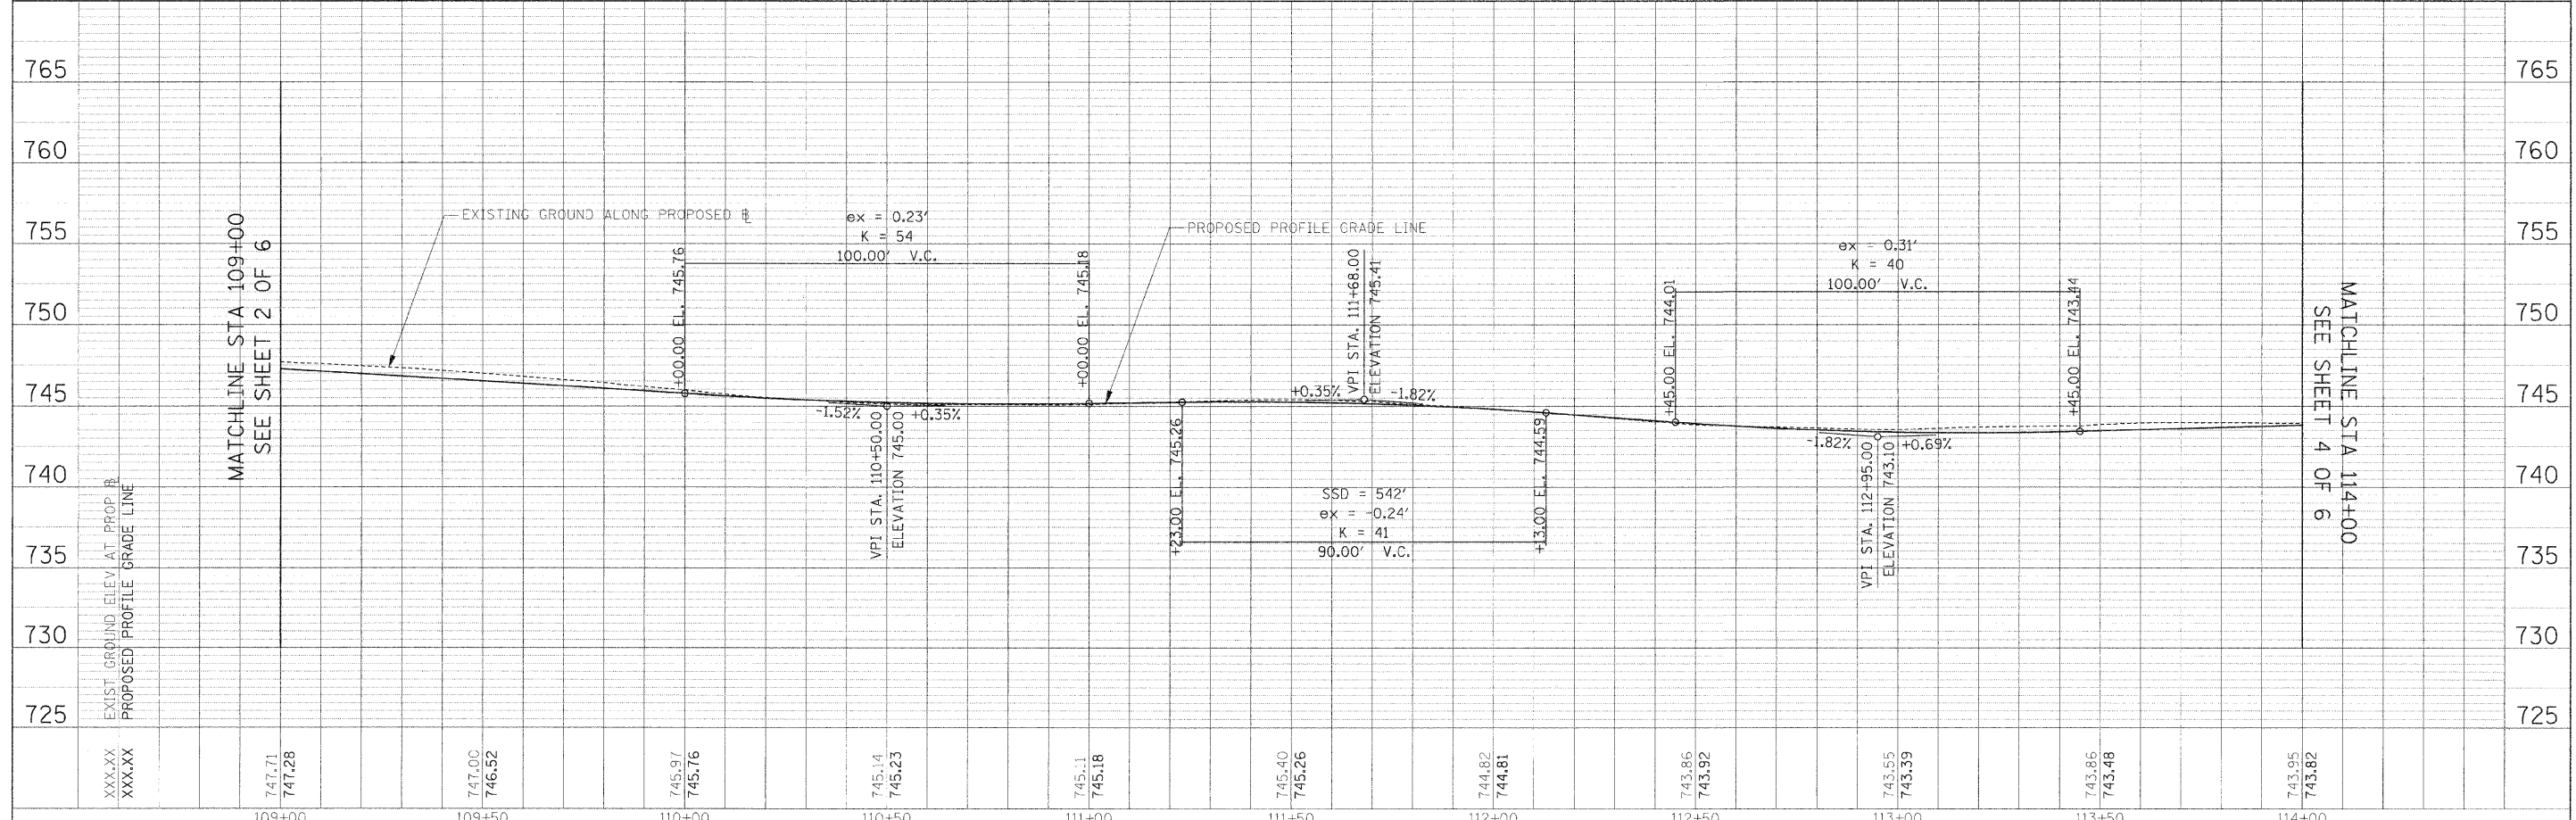 765
760
755
750
745
740
735
730
725
765
760
755
750
745
740
735
730
725
EXIST GROUND ELEV AT PROP ℄
PROPOSED PROFILE GRADE LINE
XXX.XX
XXX.XX
MATCHLINE STA 109+00
SEE SHEET 2 OF 6
EXISTING GROUND ALONG PROPOSED ℄
+00.00 EL. 745.76
ex = 0.23'
K = 54
100.00' V.C.
+00.00 EL. 745.18
-1.52%
+0.35%
VPI STA. 110+50.00
ELEVATION 745.00
PROPOSED PROFILE GRADE LINE
+23.00 EL. 745.26
+0.35%
-1.82%
VPI STA. 111+68.00
ELEVATION 745.41
SSD = 542'
ex = -0.24'
K = 41
90.00' V.C.
+13.00 EL. 744.59
+45.00 EL. 744.01
ex = 0.31'
K = 40
100.00' V.C.
+45.00 EL. 743.44
-1.82%
+0.69%
VPI STA. 112+95.00
ELEVATION 743.10
MATCHLINE STA 114+00
SEE SHEET 4 OF 6
747.71
747.28
747.00
746.52
745.97
745.76
745.14
745.23
745.11
745.18
745.40
745.26
744.82
744.81
743.86
743.92
743.55
743.39
743.86
743.48
743.95
743.82
109+00
109+50
110+00
110+50
111+00
111+50
112+00
112+50
113+00
113+50
114+00